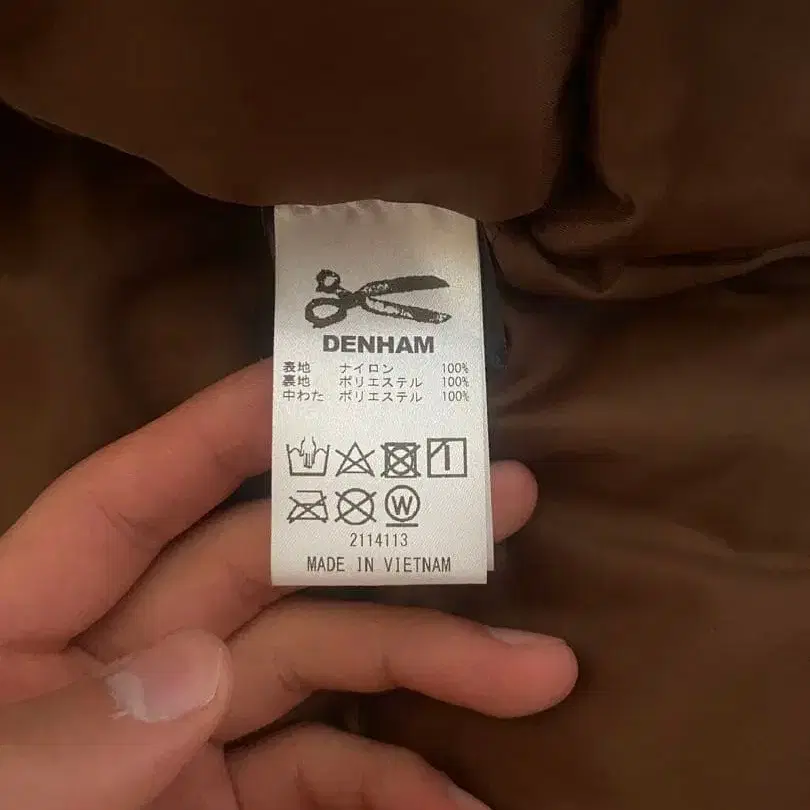 DENHAM
表地 ナイロン 100%
裏地 ポリエステル 100%
中わた ポリエステル 100%
W
2114113
MADE IN VIETNAM